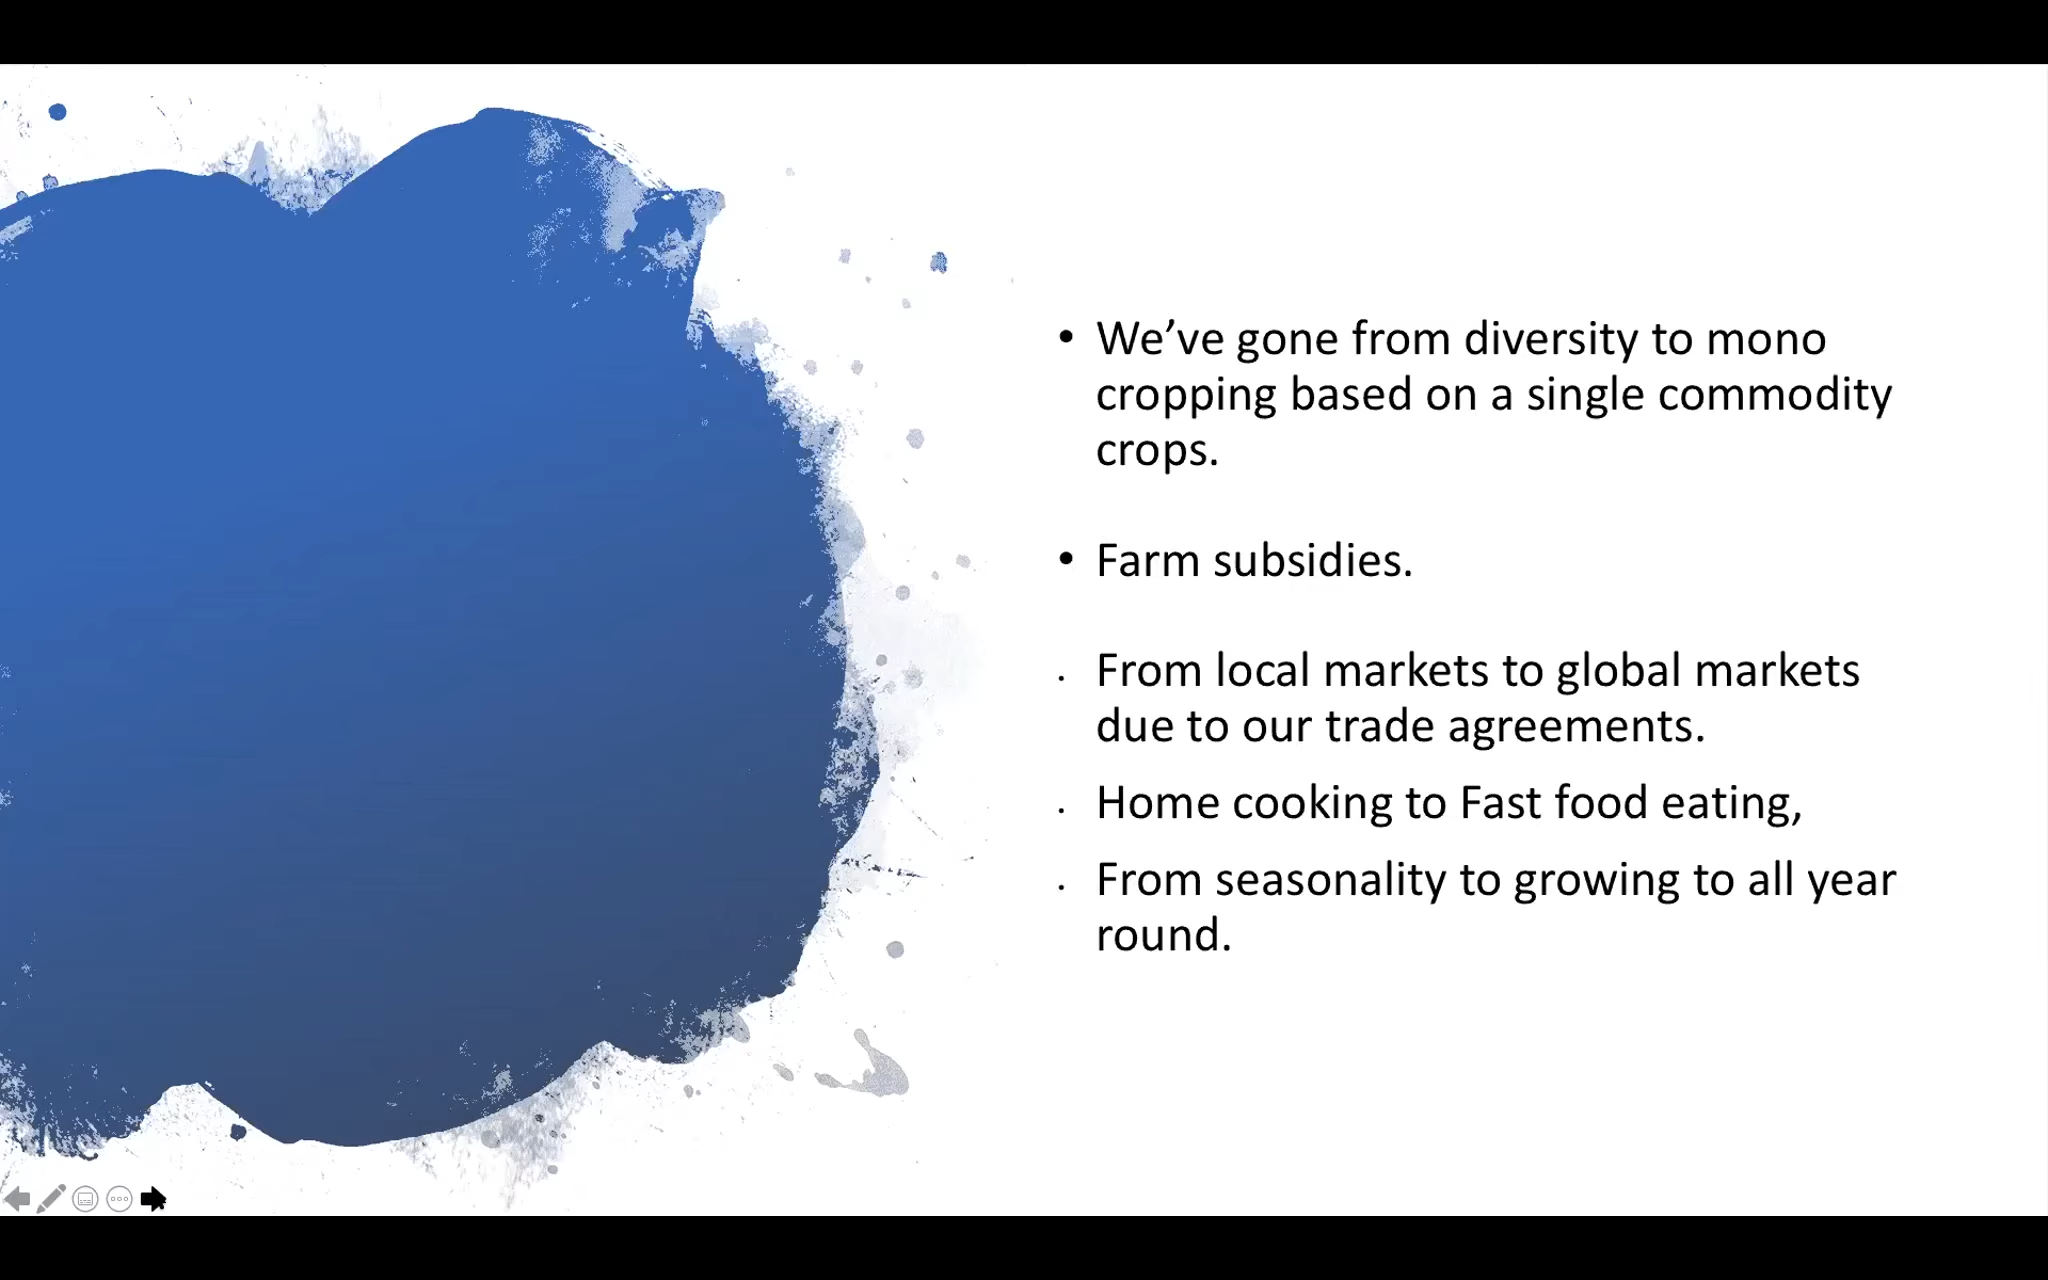 • We’ve gone from diversity to mono
cropping based on a single commodity
crops.
• Farm subsidies.
• From local markets to global markets
due to our trade agreements.
• Home cooking to Fast food eating,
• From seasonality to growing to all year
round.